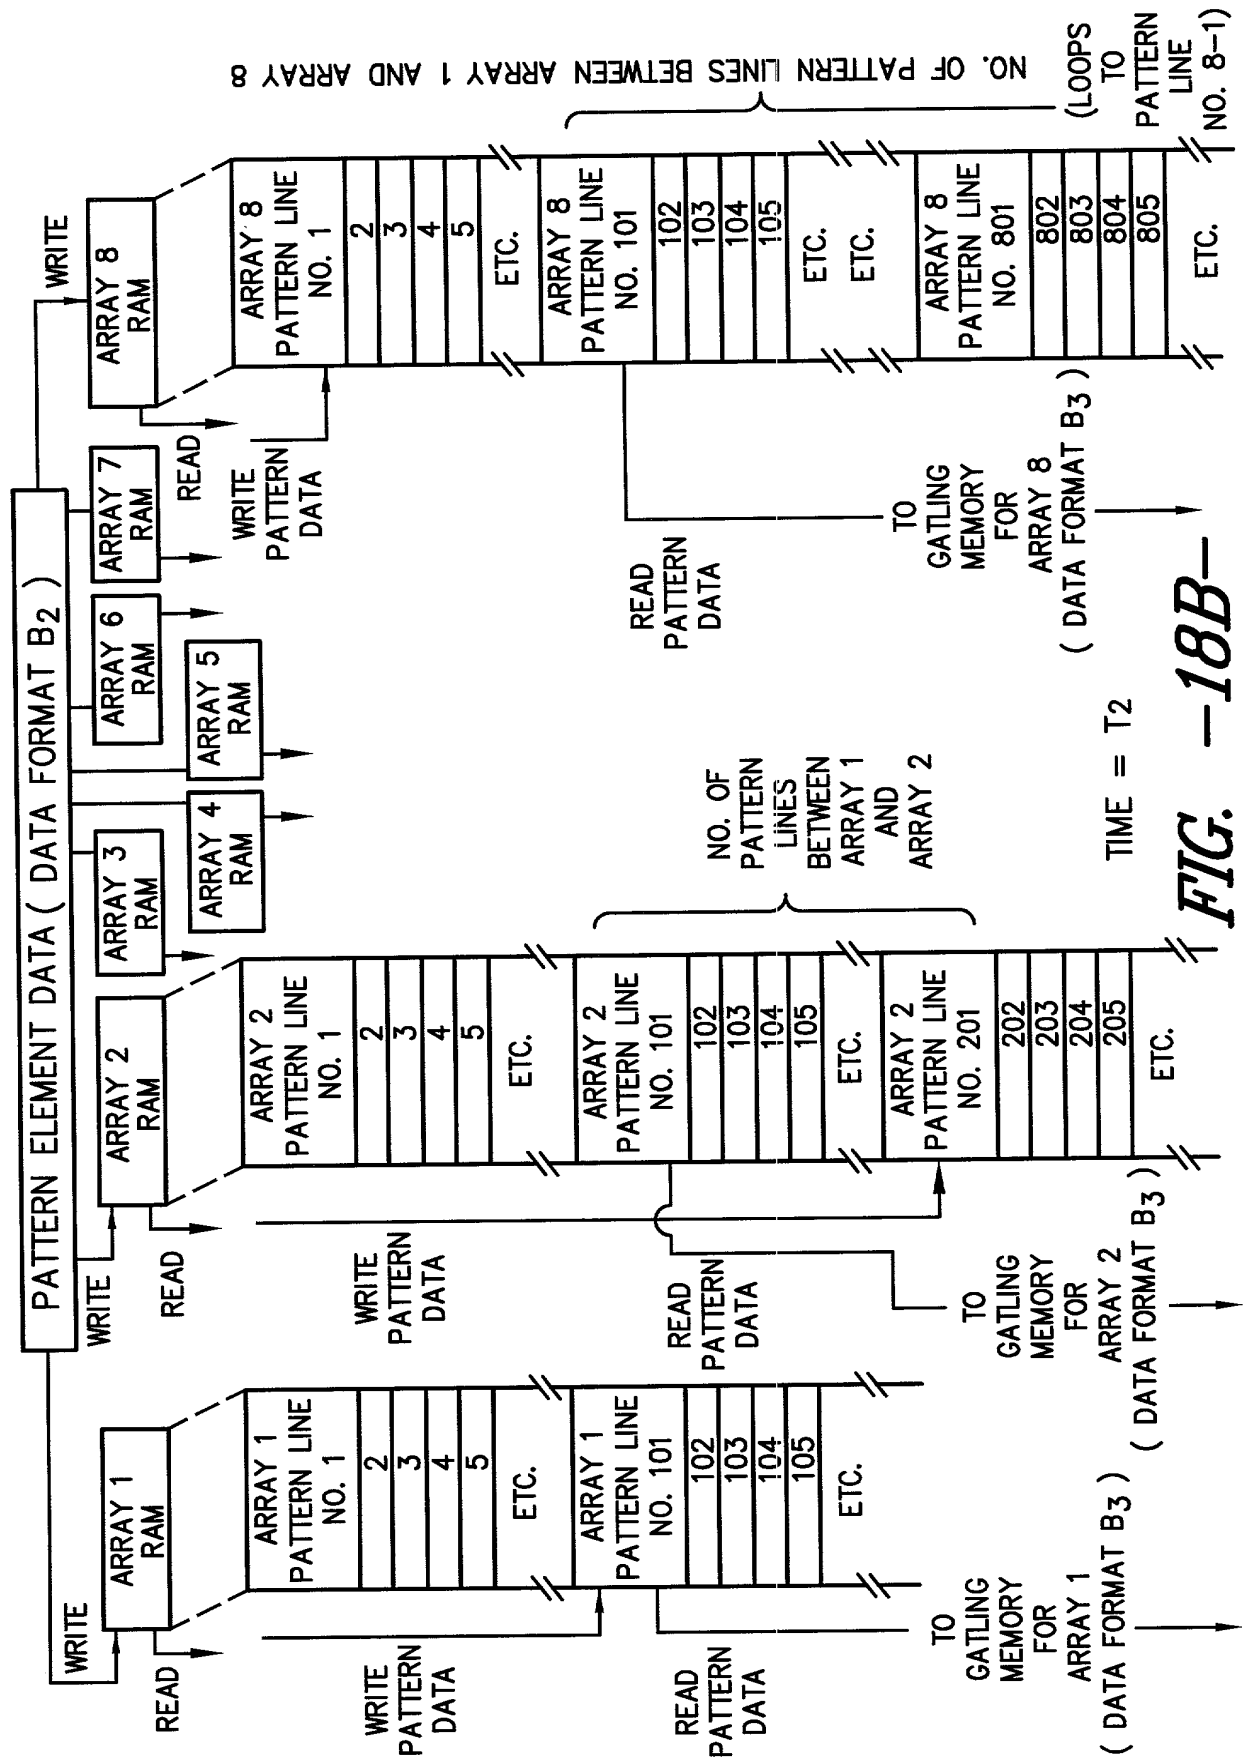 PATTERN ELEMENT DATA ( DATA FORMAT B2 )
WRITE
ARRAY 1
RAM
READ
WRITE
ARRAY 2
RAM
READ
ARRAY 3
RAM
ARRAY 4
RAM
ARRAY 5
RAM
ARRAY 6
RAM
ARRAY 7
RAM
WRITE
ARRAY 8
RAM
READ
WRITE
PATTERN
DATA
ARRAY 1
PATTERN LINE
NO. 1
2
3
4
5
ETC.
ARRAY 1
PATTERN LINE
NO. 101
102
103
104
105
ETC.
READ
PATTERN
DATA
TO
GATLING
MEMORY
FOR
ARRAY 1
( DATA FORMAT B3 )
WRITE
PATTERN
DATA
ARRAY 2
PATTERN LINE
NO. 1
2
3
4
5
ETC.
ARRAY 2
PATTERN LINE
NO. 101
102
103
104
105
ETC.
ARRAY 2
PATTERN LINE
NO. 201
202
203
204
205
ETC.
READ
PATTERN
DATA
TO
GATLING
MEMORY
FOR
ARRAY 2
( DATA FORMAT B3 )
NO. OF
PATTERN
LINES
BETWEEN
ARRAY 1
AND
ARRAY 2
WRITE
PATTERN
DATA
ARRAY 8
PATTERN LINE
NO. 1
2
3
4
5
ETC.
ARRAY 8
PATTERN LINE
NO. 101
102
103
104
105
ETC.
ETC.
ARRAY 8
PATTERN LINE
NO. 801
802
803
804
805
ETC.
READ
PATTERN
DATA
TO
GATLING
MEMORY
FOR
ARRAY 8
( DATA FORMAT B3 )
NO. OF PATTERN LINES BETWEEN ARRAY 1 AND ARRAY 8
(LOOPS
TO
PATTERN
LINE
NO. 8-1)
TIME = T2
FIG. -18B-